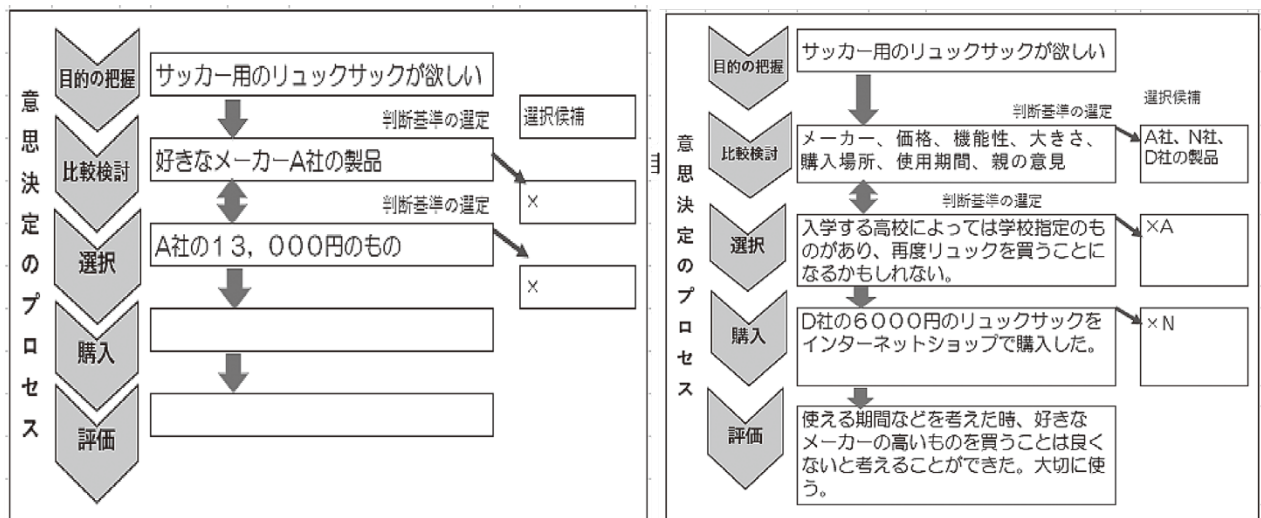 意思決定のプロセス
目的の把握
サッカー用のリュックサックが欲しい
判断基準の選定
選択候補
比較検討
好きなメーカーA社の製品
×
判断基準の選定
選択
A社の13,000円のもの
×
購入
評価
意思決定のプロセス
目的の把握
サッカー用のリュックサックが欲しい
判断基準の選定
選択候補
比較検討
メーカー、価格、機能性、大きさ、
購入場所、使用期間、親の意見
A社、N社、
D社の製品
判断基準の選定
選択
入学する高校によっては学校指定のも
のがあり、再度リュックを買うことに
なるかもしれない。
×A
購入
D社の6000円のリュックサックを
インターネットショップで購入した。
×N
評価
使える期間などを考えた時、好きな
メーカーの高いものを買うことは良く
ないと考えることができた。大切に使
う。